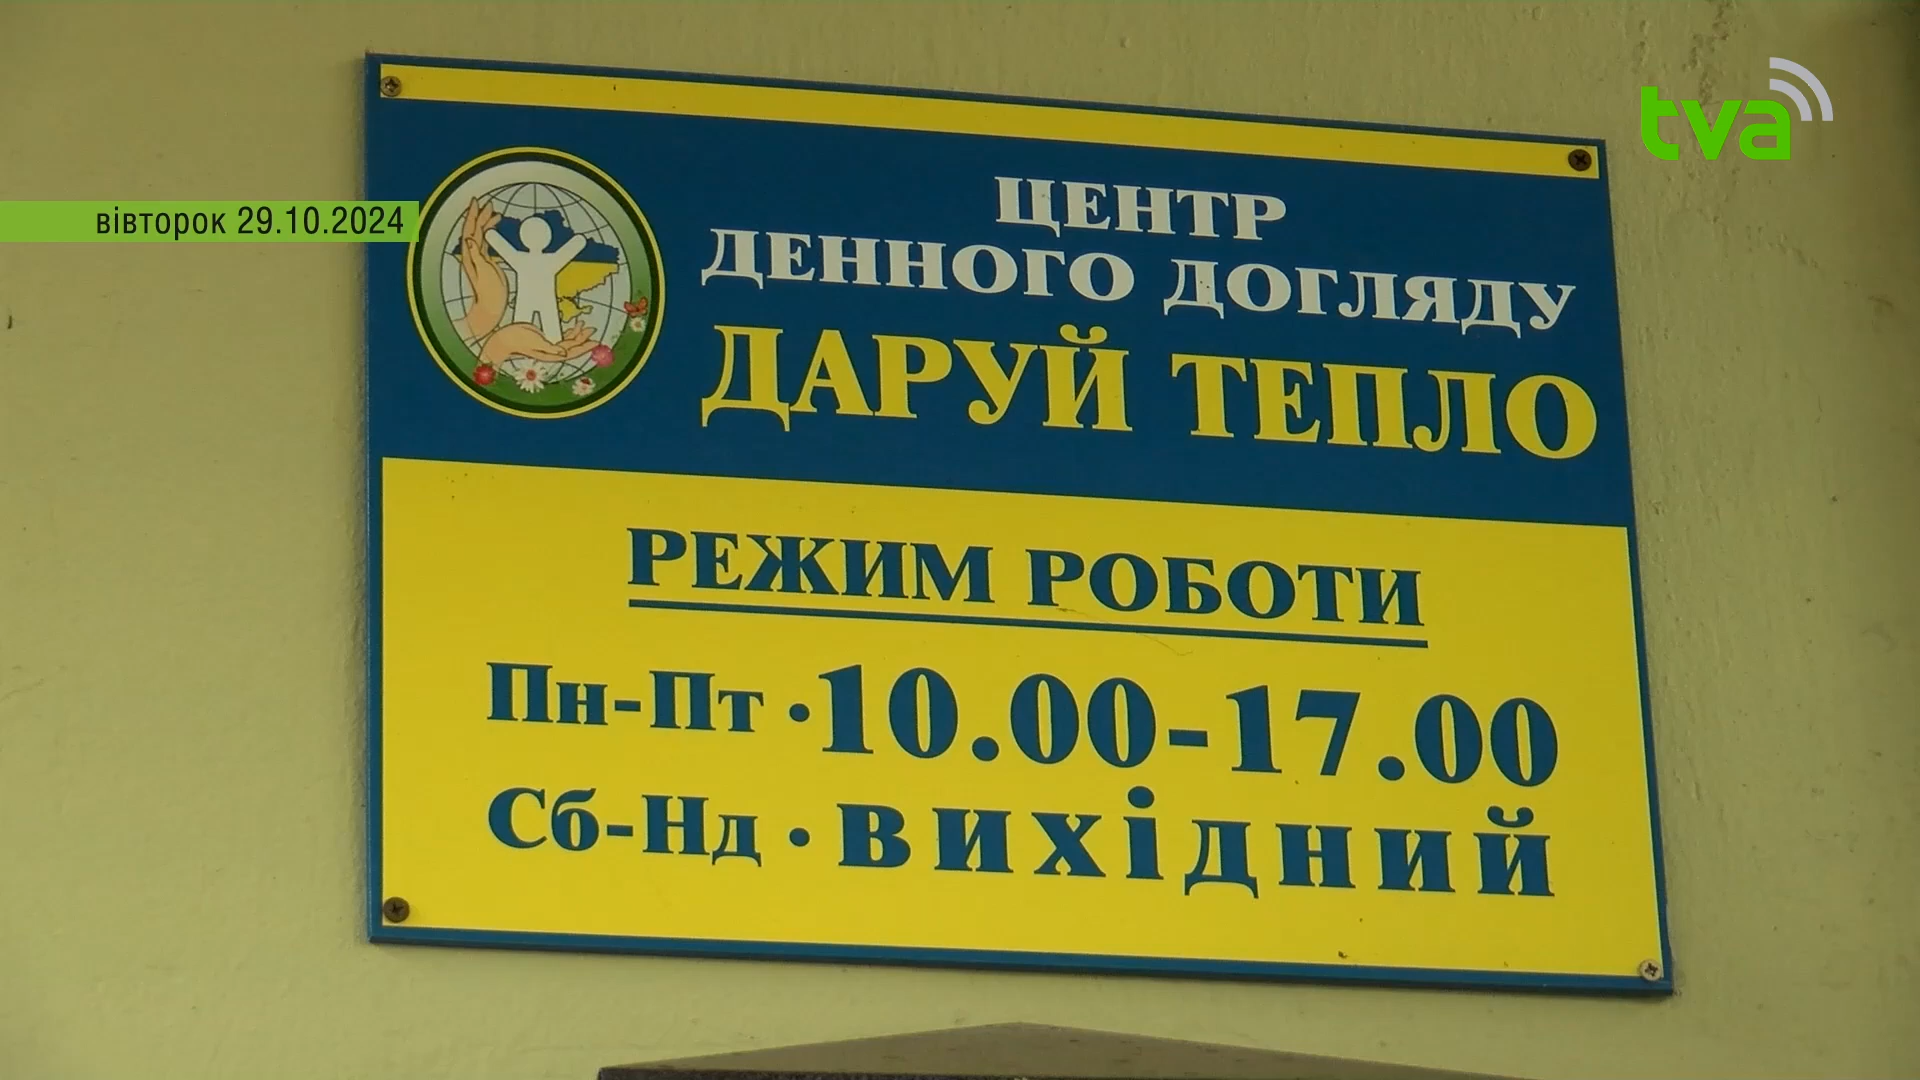 tva
вівторок 29.10.2024
ЦЕНТР
ДЕННОГО ДОГЛЯДУ
ДАРУЙ ТЕПЛО
РЕЖИМ РОБОТИ
Пн-Пт • 10.00-17.00
Сб-Нд • вихідний